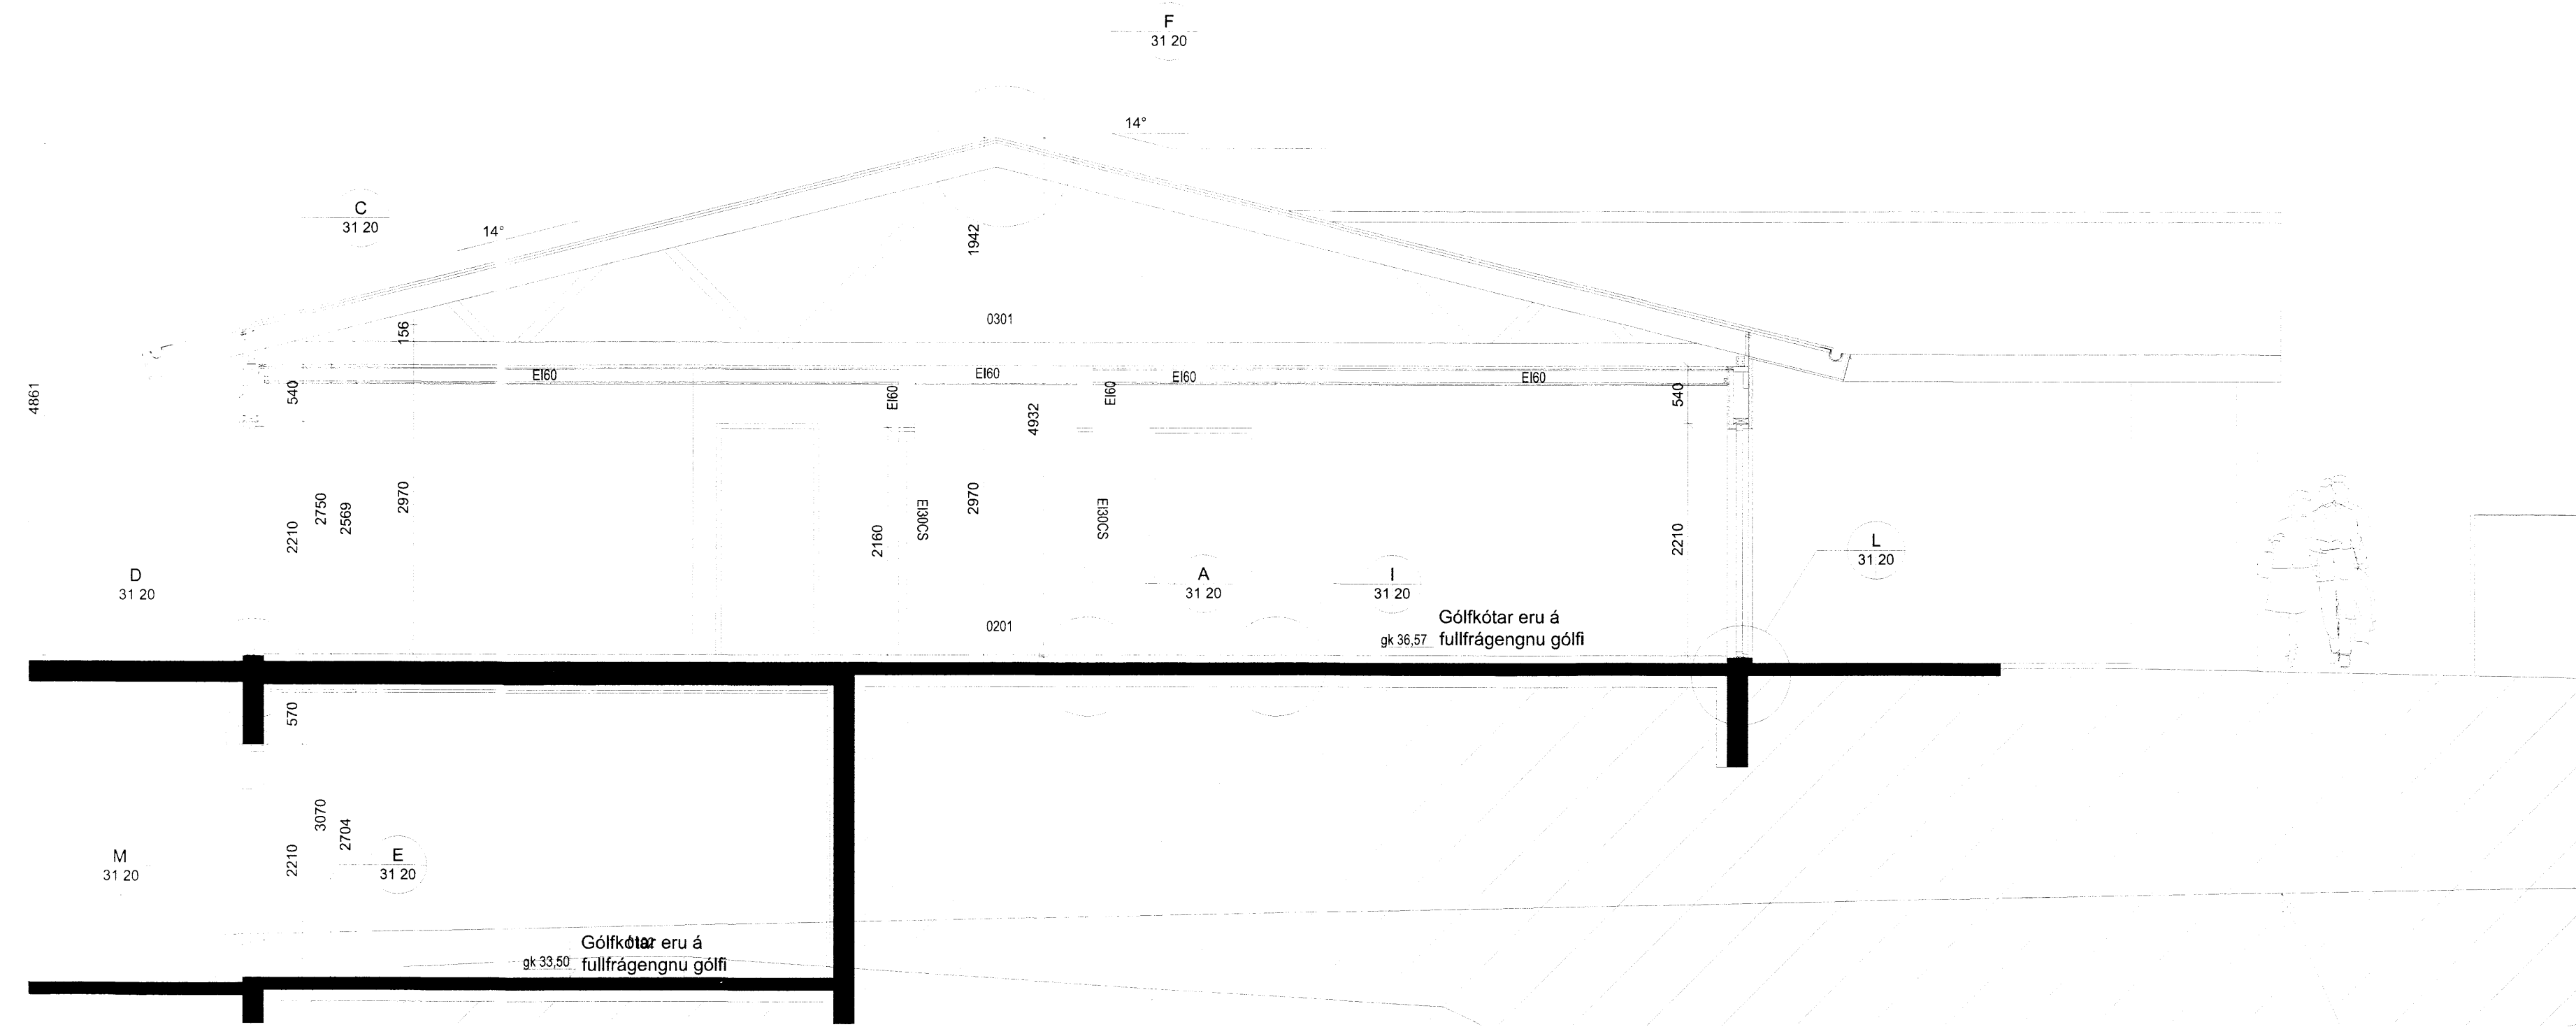 F
31 20
14°
C
31 20
14°
1942
0301
156
EI60
EI60
EI60
EI60
EI60
EI60
540
540
4861
4932
2970
2750
2569
2210
2970
2160
EI30CS
EI30CS
2210
D
31 20
A
31 20
I
31 20
L
31 20
0201
Gólfkótar eru á
gk 36,57 fullfrágengnu gólfi
570
3070
2704
2210
M
31 20
E
31 20
Gólfkótar eru á
gk 33,50 fullfrágengnu gólfi